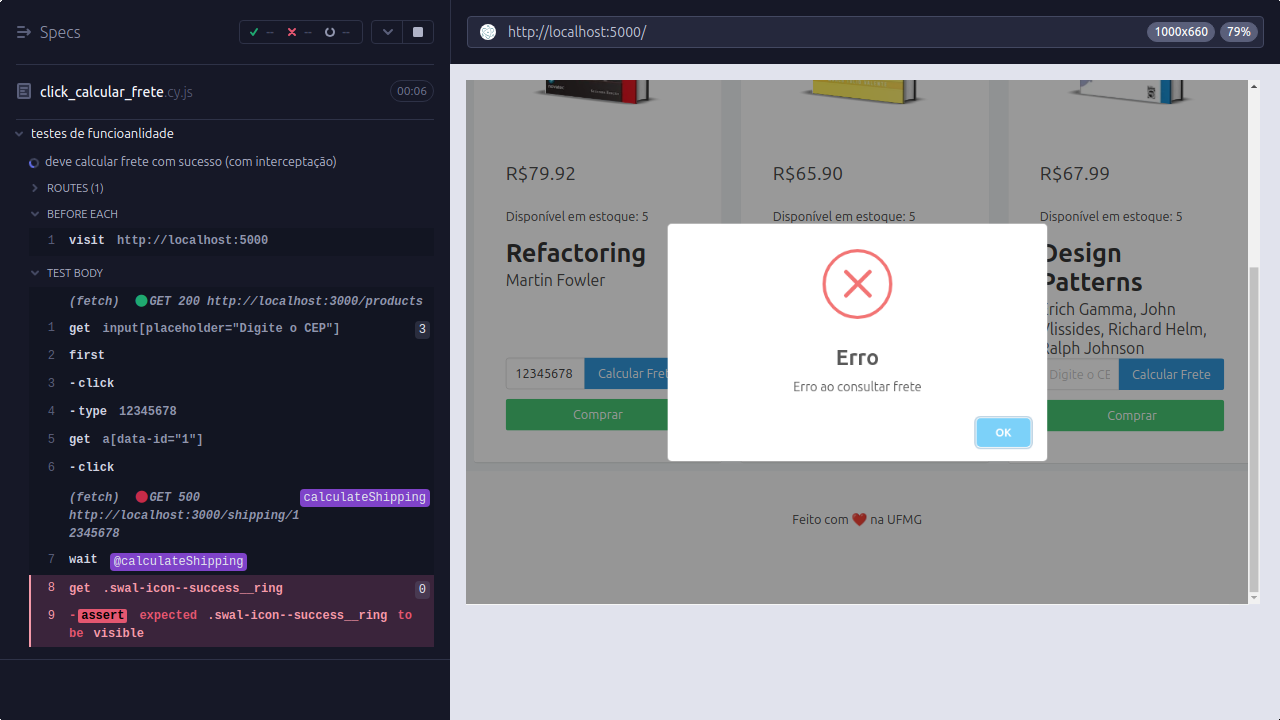 Specs
-- -- --
click_calcular_frete.cy.js
00:06
testes de funcioanlidade
deve calcular frete com sucesso (com interceptação)
ROUTES (1)
BEFORE EACH
1 visit http://localhost:5000
TEST BODY
(fetch) GET 200 http://localhost:3000/products
1 get input[placeholder="Digite o CEP"] 3
2 first
3 -click
4 -type 12345678
5 get a[data-id="1"]
6 -click
(fetch) GET 500 calculateShipping
http://localhost:3000/shipping/1
2345678
7 wait @calculateShipping
8 get .swal-icon--success__ring 0
9 -assert expected .swal-icon--success__ring to
be visible
http://localhost:5000/
1000x660 79%
R$79.92
Disponível em estoque: 5
Refactoring
Martin Fowler
12345678 Calcular Fret
Comprar
R$65.90
Disponível em estoque: 5
R$67.99
Disponível em estoque: 5
Design
Patterns
Erich Gamma, John
Vlissides, Richard Helm,
Ralph Johnson
Digite o CE Calcular Frete
Comprar
Erro
Erro ao consultar frete
OK
Feito com ❤️ na UFMG